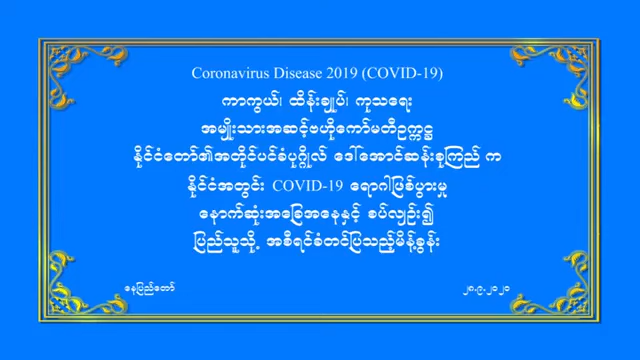 Coronavirus Disease 2019 (COVID-19)
ကာကွယ်၊ ထိန်းချုပ်၊ ကုသရေး
အမျိုးသားအဆင့်ဗဟိုကော်မတီဥက္ကဋ္ဌ
နိုင်ငံတော်၏အတိုင်ပင်ခံပုဂ္ဂိုလ် ဒေါ်အောင်ဆန်းစုကြည် က
နိုင်ငံအတွင်း COVID-19 ရောဂါဖြစ်ပွားမှု
နောက်ဆုံးအခြေအနေနှင့် စပ်လျဉ်း၍
ပြည်သူသို့ အစီရင်ခံတင်ပြသည့်မိန့်ခွန်း
နေပြည်တော်
၂၈.၉.၂၀၂၀